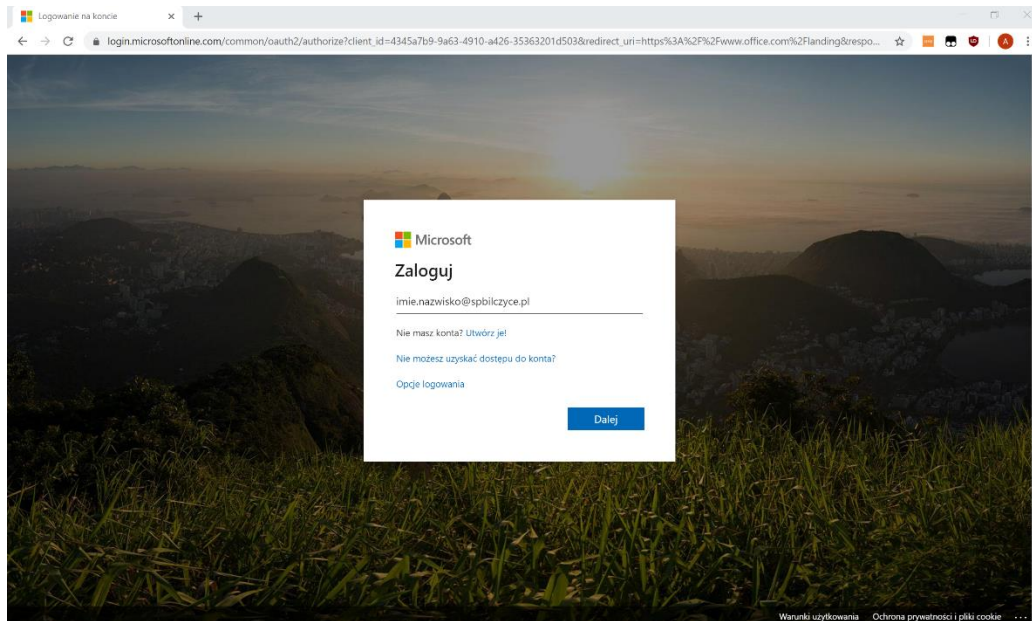 Logowanie na koncie
login.microsoftonline.com/common/oauth2/authorize?client_id=4345a7b9-9a63-4910-a426-35363201d503&redirect_uri=https%3A%2F%2Fwww.office.com%2Flanding&respo...
A
Microsoft
Zaloguj
imie.nazwisko@spbilczyce.pl
Nie masz konta? Utwórz je!
Nie możesz uzyskać dostępu do konta?
Opcje logowania
Dalej
Warunki użytkowania Ochrona prywatności i pliki cookie ...